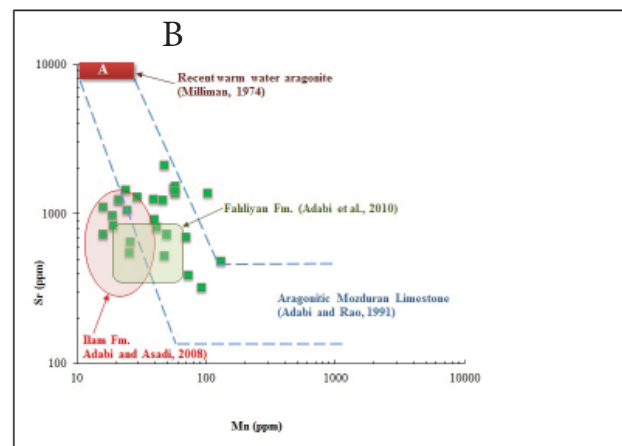 B
10000
A
Recent warm water aragonite
(Milliman, 1974)
Sr (ppm)
1000
Fahliyan Fm. (Adabi et al., 2010)
Aragonitic Mozduran Limestone
(Adabi and Rao, 1991)
Ilam Fm.
Adabi and Asadi, 2008)
100
10
100
1000
10000
Mn (ppm)